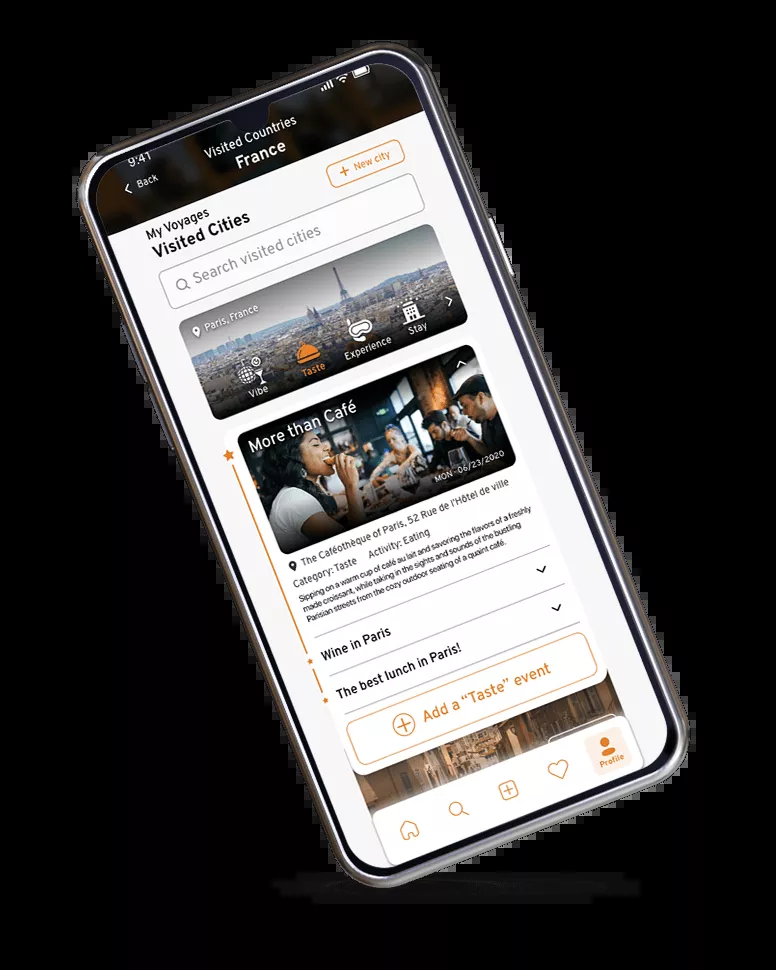 9:41
Visited Countries
Back
France
My Voyages
New city
Visited Cities
Search visited cities
Paris, France
Vibe
Taste
Experience
Stay
More than Café
MON - 06/23/2020
The Caféothèque of Paris, 52 Rue de l'Hôtel de ville
Category: Taste Activity: Eating
Sipping on a warm cup of café au lait and savoring the flavors of a freshly
made croissant, while taking in the sights and sounds of the bustling
Parisian streets from the cozy outdoor seating of a quaint café.
Wine in Paris
The best lunch in Paris!
Add a “Taste” event
Profile